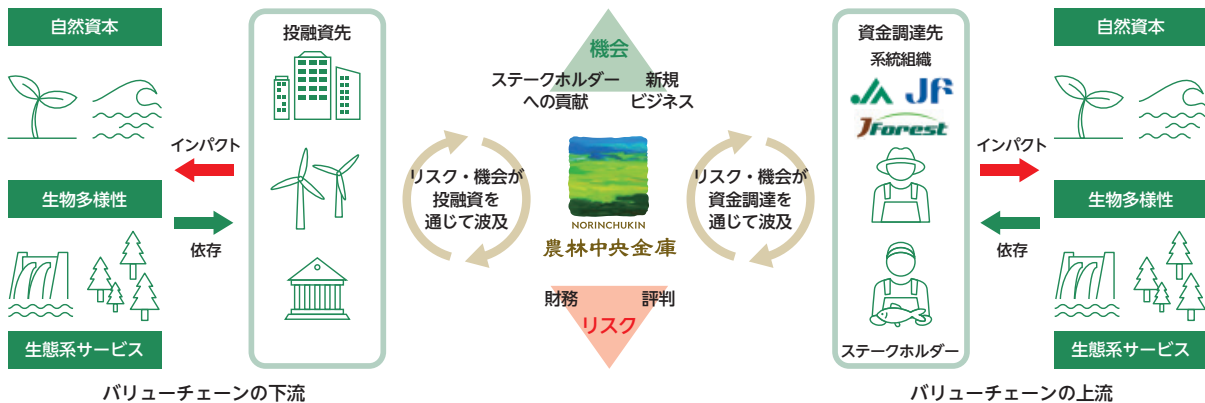 自然資本
インパクト
生物多様性
依存
生態系サービス
バリューチェーンの下流
投融資先
リスク・機会が
投融資を
通じて波及
機会
ステークホルダー
への貢献
新規
ビジネス
NORINCHUKIN
農林中央金庫
財務
評判
リスク
リスク・機会が
資金調達を
通じて波及
資金調達先
系統組織
JA
JF
JForest
ステークホルダー
インパクト
依存
自然資本
生物多様性
生態系サービス
バリューチェーンの上流